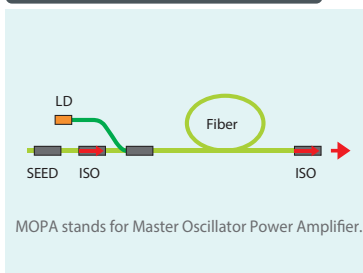 LD
Fiber
SEED ISO ISO
MOPA stands for Master Oscillator Power Amplifier.